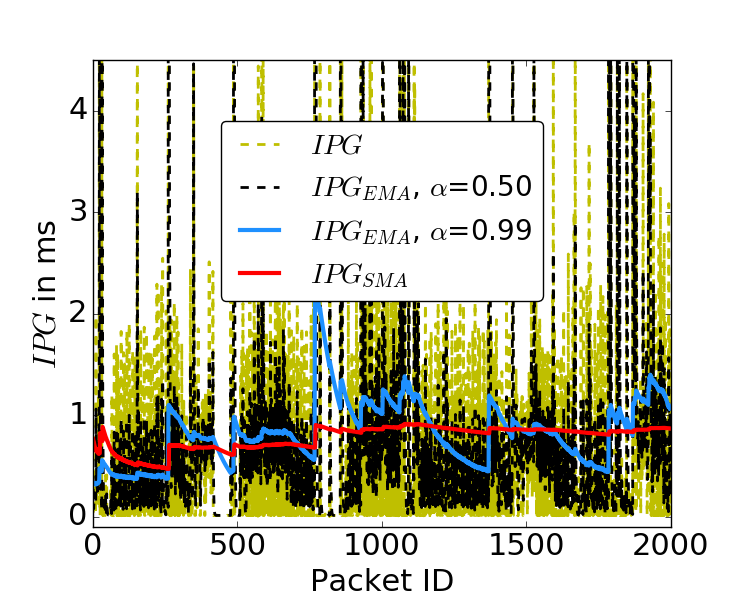 4
3
2
1
0
IPG in ms
IPG
IPG_EMA, α=0.50
IPG_EMA, α=0.99
IPG_SMA
0 500 1000 1500 2000
Packet ID